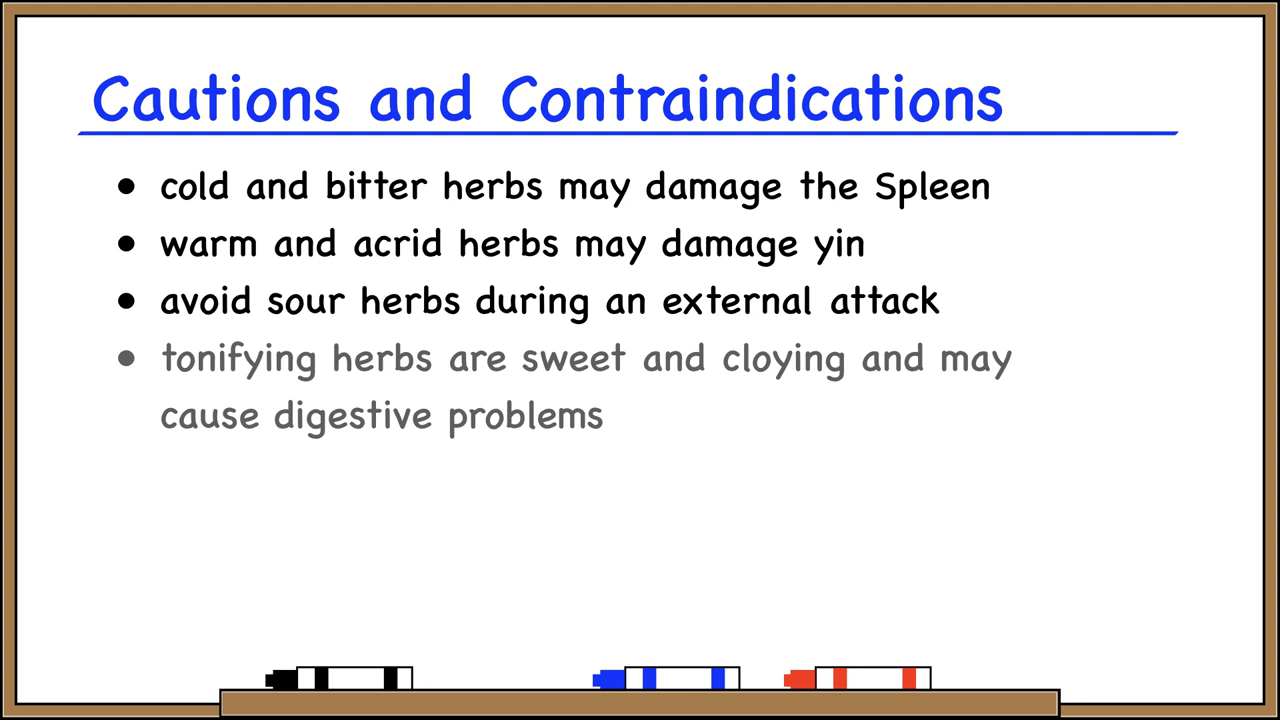 Cautions and Contraindications
• cold and bitter herbs may damage the Spleen
• warm and acrid herbs may damage yin
• avoid sour herbs during an external attack
• tonifying herbs are sweet and cloying and may
cause digestive problems